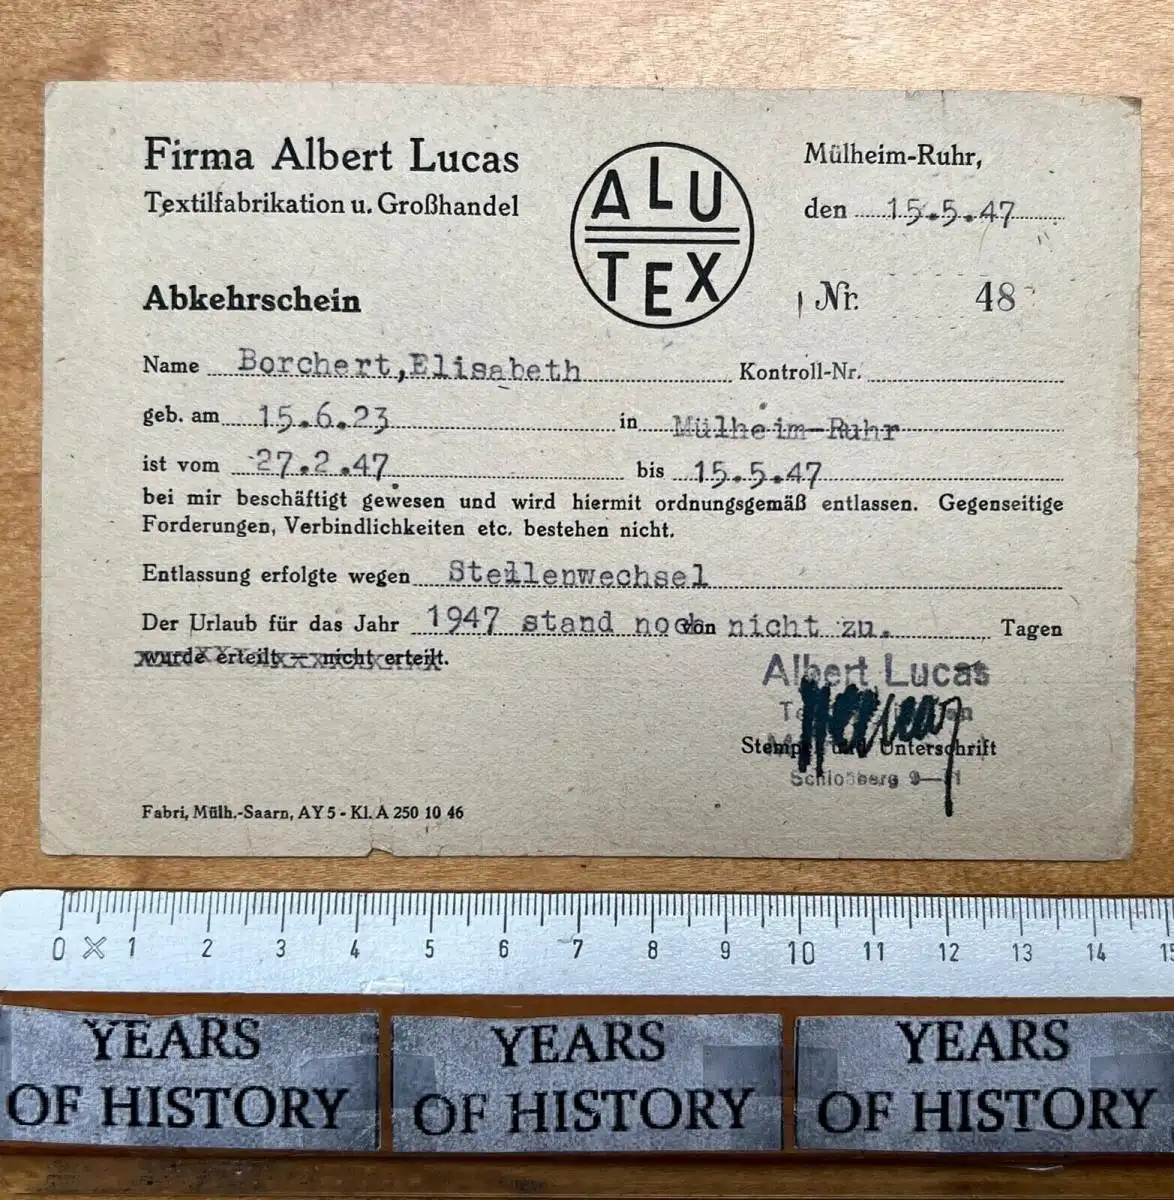 Firma Albert Lucas
Textilfabrikation u. Großhandel
ALU
TEX
Mülheim-Ruhr,
den 15.5.47
Abkehrschein
Nr. 48
Name Borchert, Elisabeth Kontroll-Nr.
geb. am 15.6.23 in Mülheim-Ruhr
ist vom 27.2.47 bis 15.5.47
bei mir beschäftigt gewesen und wird hiermit ordnungsgemäß entlassen. Gegenseitige
Forderungen, Verbindlichkeiten etc. bestehen nicht.
Entlassung erfolgte wegen Stellenwechsel
Der Urlaub für das Jahr 1947 stand noch von nicht zu. Tagen
wurde erteilt — nicht erteilt.
Albert Lucas
Stempel und Unterschrift
Schloßberg 9—11
Fabri, Mülh.-Saarn, AY 5 - Kl. A 250 10 46
0 1 2 3 4 5 6 7 8 9 10 11 12 13 14 15
YEARS OF HISTORY
YEARS OF HISTORY
YEARS OF HISTORY